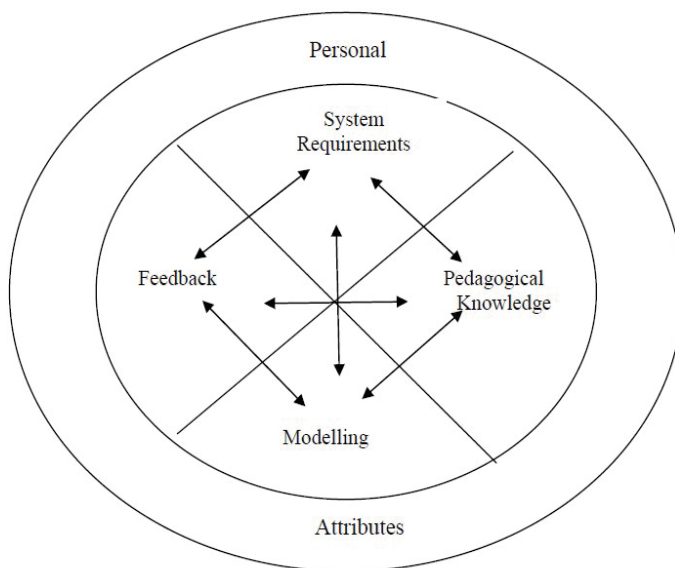 Personal
System
Requirements
Feedback
Pedagogical
Knowledge
Modelling
Attributes